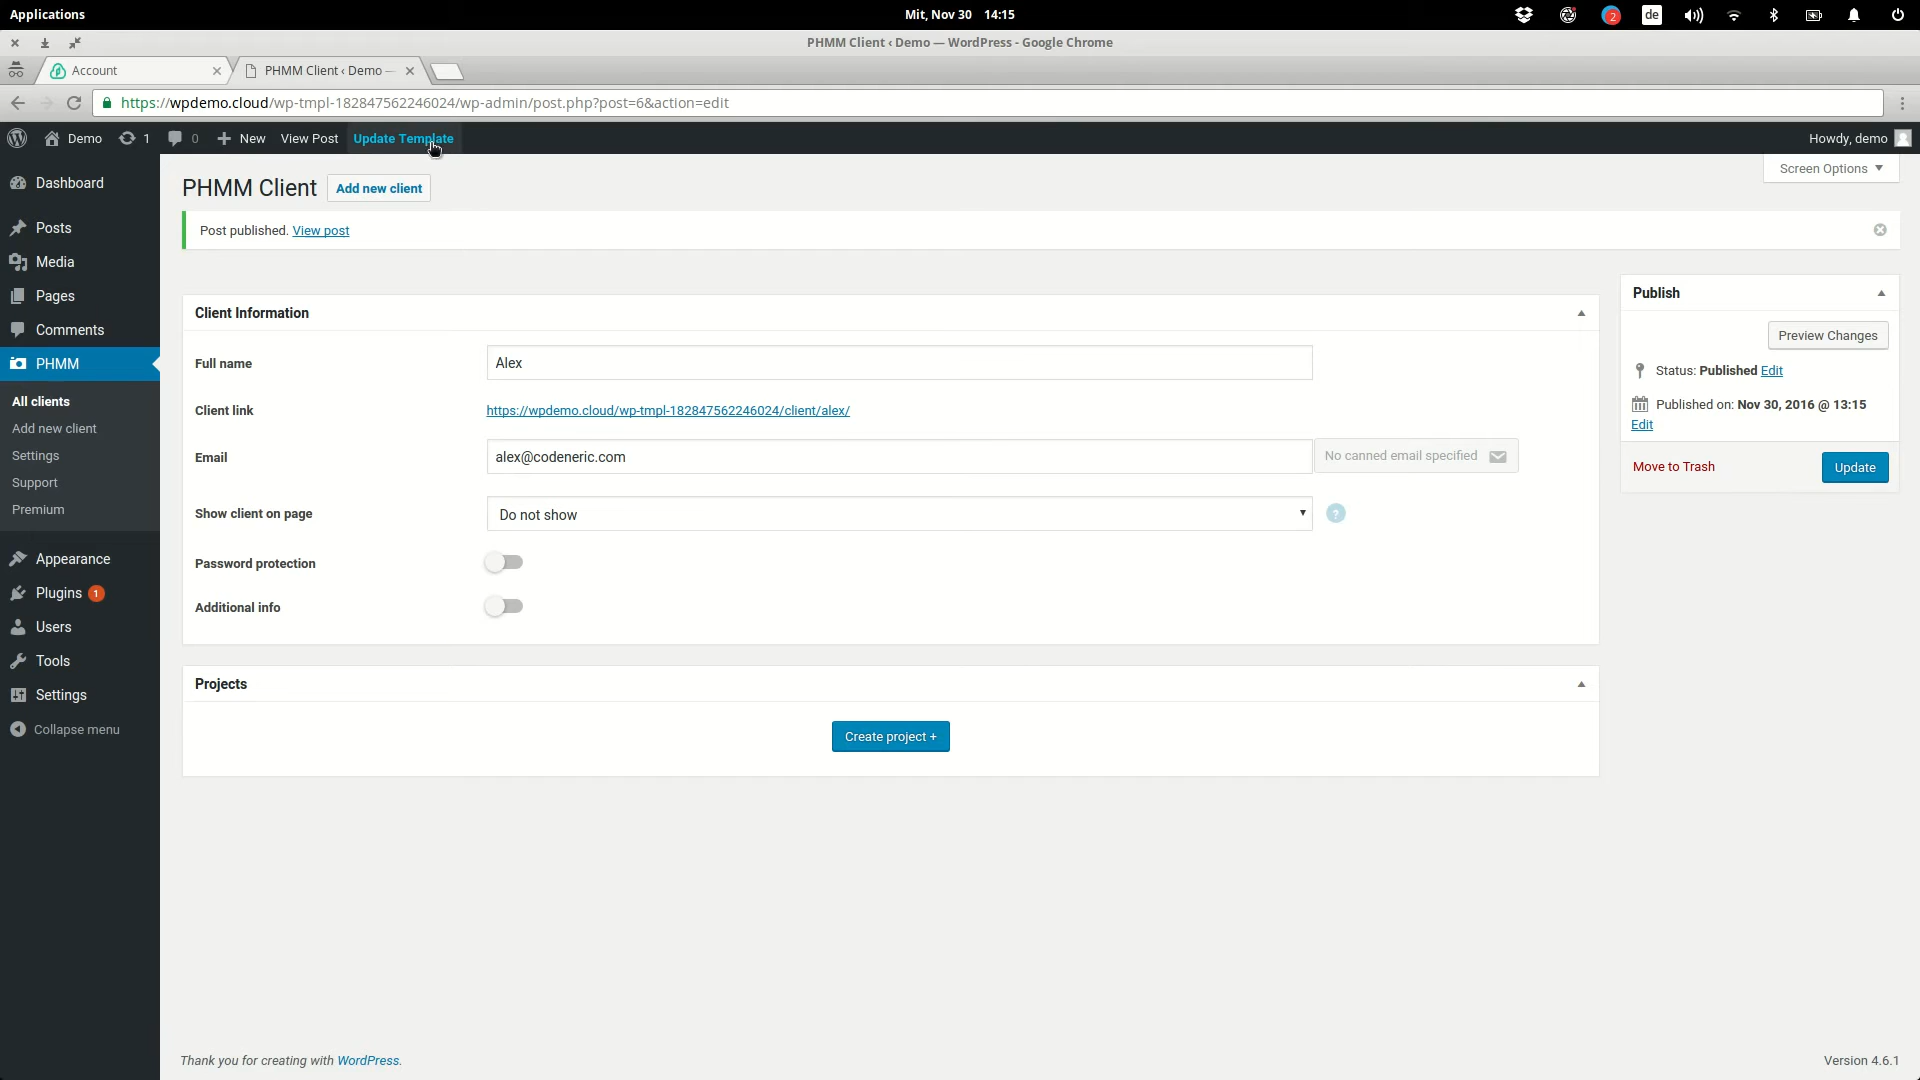 Applications
Mit, Nov 30 14:15
2
de
PHMM Client ‹ Demo — WordPress - Google Chrome
Account
PHMM Client ‹ Demo —
https://wpdemo.cloud/wp-tmpl-182847562246024/wp-admin/post.php?post=6&action=edit
Demo 1 0 New View Post Update Template
Howdy, demo
Dashboard
Posts
Media
Pages
Comments
PHMM
All clients
Add new client
Settings
Support
Premium
Appearance
Plugins 1
Users
Tools
Settings
Collapse menu
PHMM Client Add new client
Screen Options
Post published. View post
Client Information
Full name Alex
Client link https://wpdemo.cloud/wp-tmpl-182847562246024/client/alex/
Email alex@codeneric.com No canned email specified
Show client on page Do not show ?
Password protection
Additional info
Projects
Create project +
Publish
Preview Changes
Status: Published Edit
Published on: Nov 30, 2016 @ 13:15
Edit
Move to Trash Update
Thank you for creating with WordPress.
Version 4.6.1